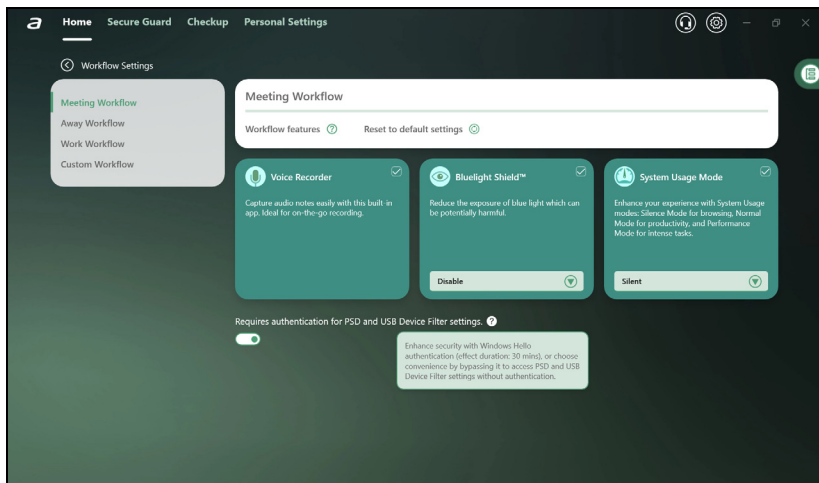 a Home Secure Guard Checkup Personal Settings
Workflow Settings
Meeting Workflow
Away Workflow
Work Workflow
Custom Workflow
Meeting Workflow
Workflow features ? Reset to default settings
Voice Recorder
Capture audio notes easily with this built-in
app. Ideal for on-the-go recording.
Bluelight Shield™
Reduce the exposure of blue light which can
be potentially harmful.
Disable
System Usage Mode
Enhance your experience with System Usage
modes: Silence Mode for browsing, Normal
Mode for productivity, and Performance
Mode for intense tasks.
Silent
Requires authentication for PSD and USB Device Filter settings. ?
Enhance security with Windows Hello
authentication (effect duration: 30 mins), or choose
convenience by bypassing it to access PSD and USB
Device Filter settings without authentication.